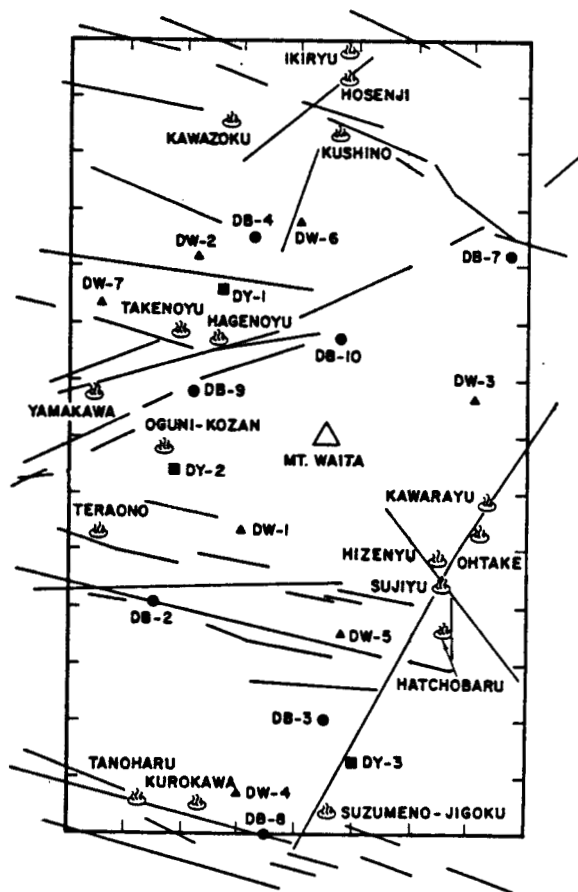 IKIRYU
HOSENJI
KAWAZOKU
KUSHINO
DB-4
DW-6
DW-2
DB-7
DW-7
DY-1
TAKENOYU
HAGENOYU
DB-10
DB-9
DW-3
YAMAKAWA
OGUNI-KOZAN
MT. WAITA
DY-2
KAWARAYU
TERAONO
DW-1
HIZENYU
OHTAKE
SUJIYU
DB-2
DW-5
HATCHOBARU
DB-3
TANOHARU
DY-3
KUROKAWA
DW-4
SUZUMENO-JIGOKU
DB-8